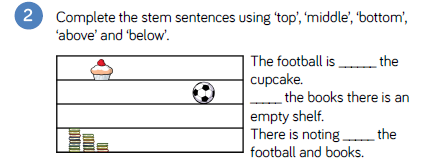 2 Complete the stem sentences using ‘top’, ‘middle’, ‘bottom’,
‘above’ and ‘below’.
The football is _____ the
cupcake.
_____ the books there is an
empty shelf.
There is noting _____ the
football and books.